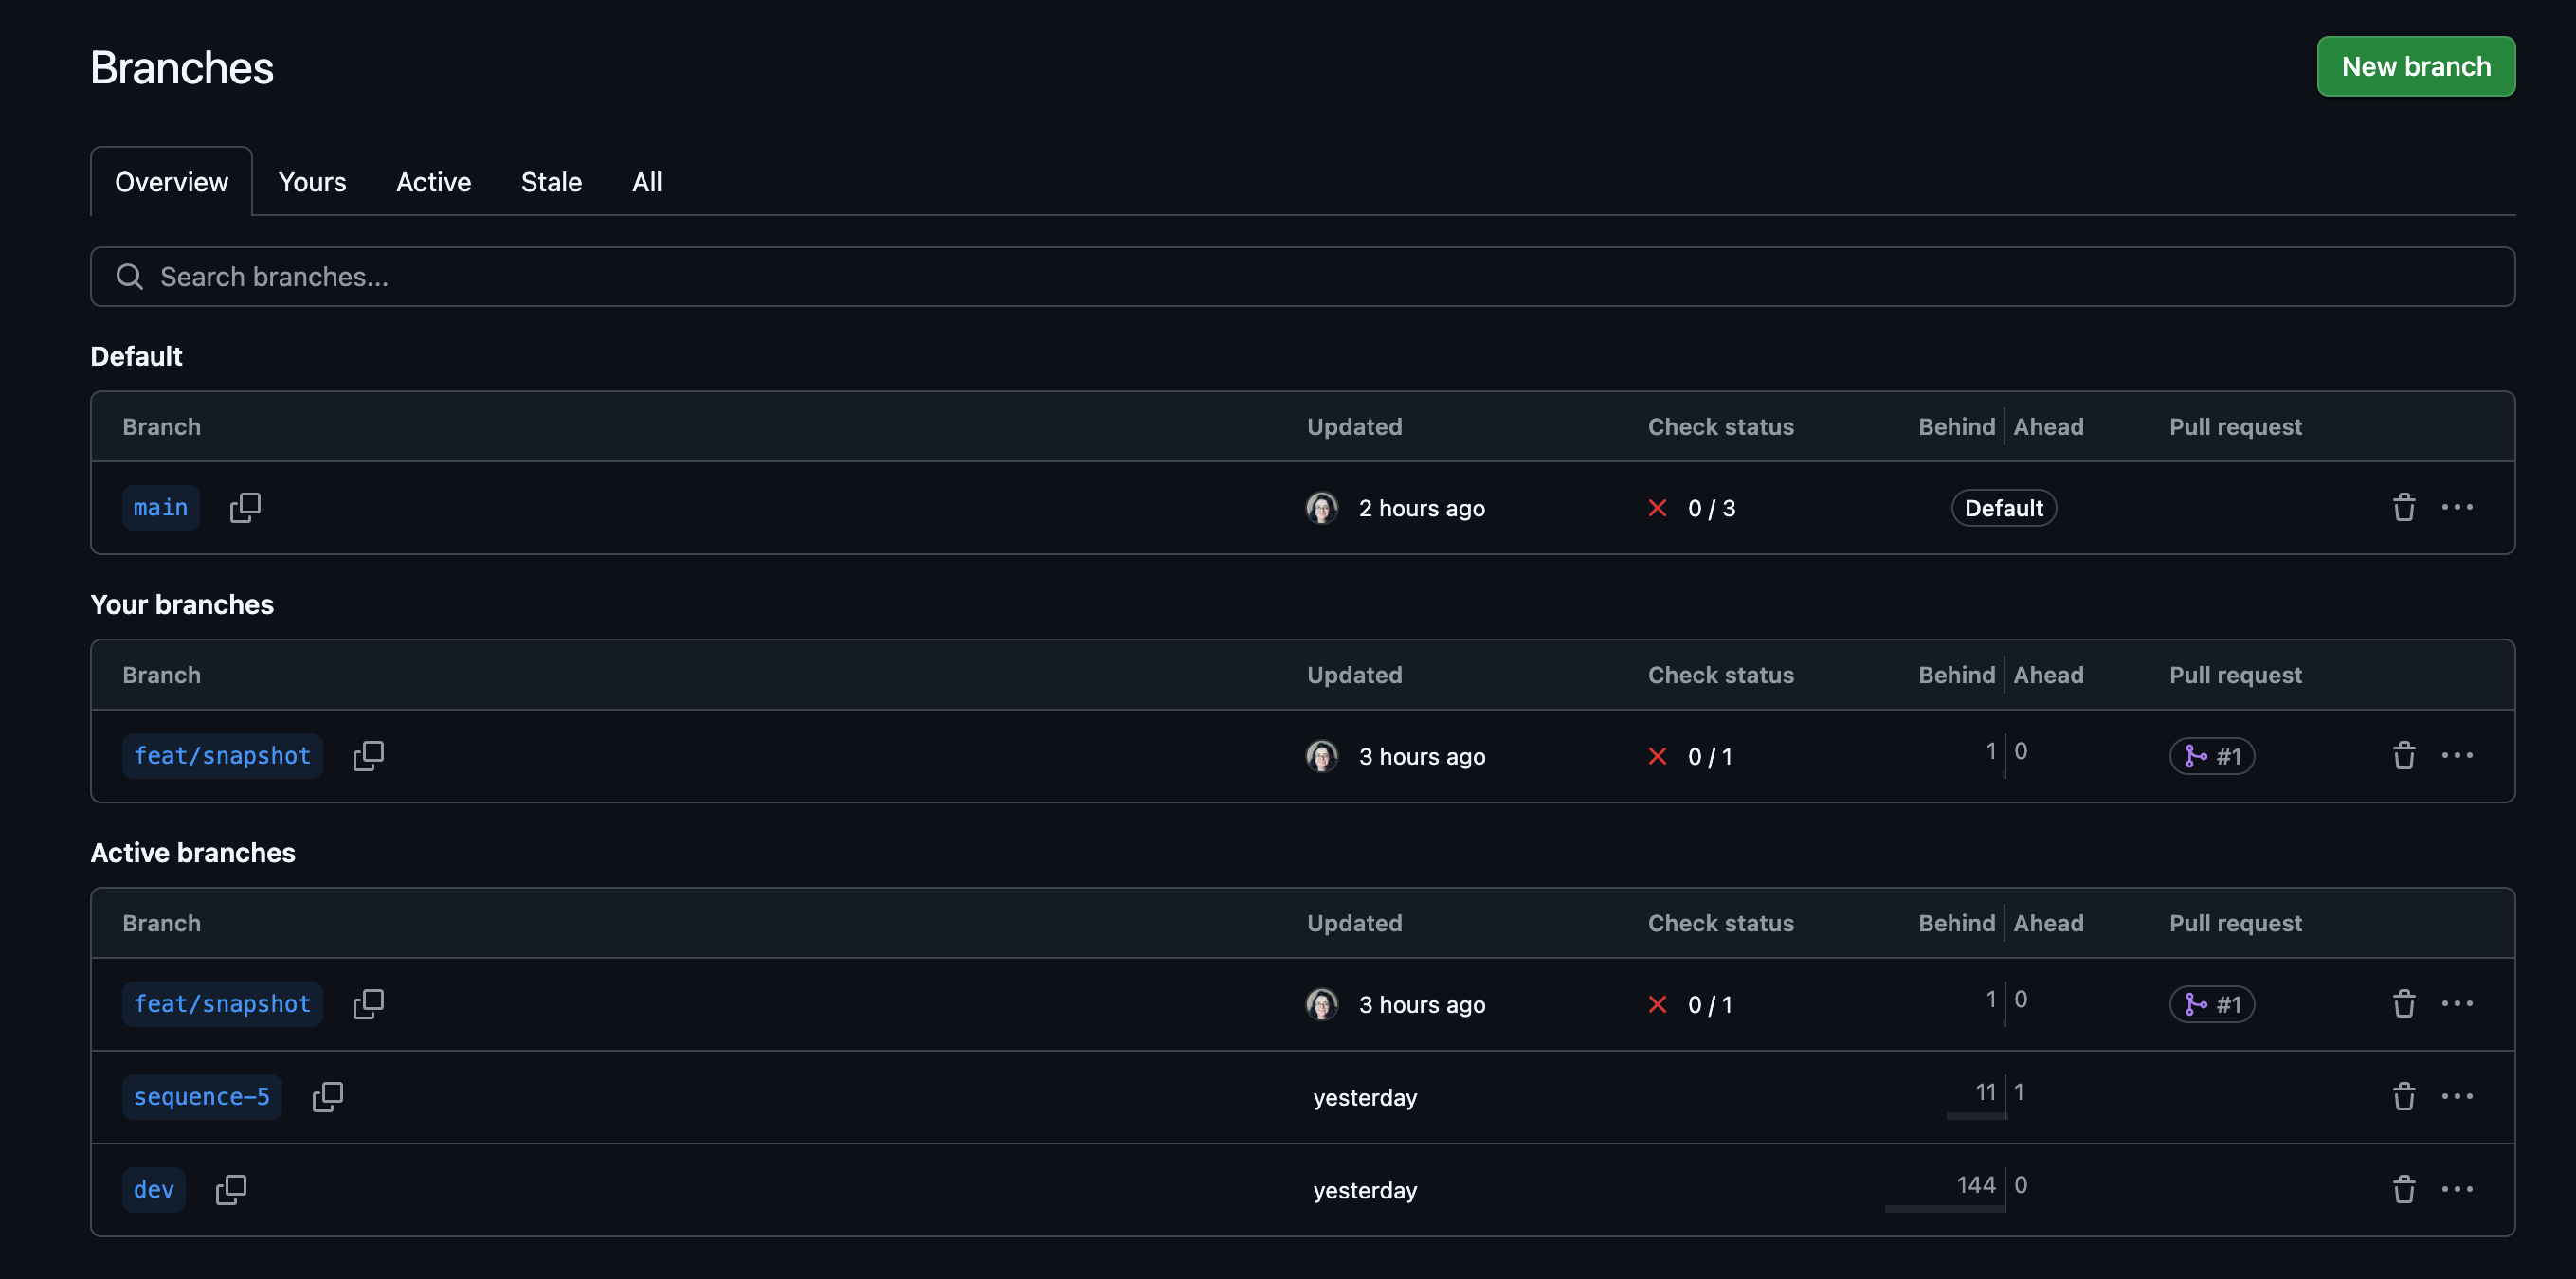 Branches
New branch
Overview Yours Active Stale All
Search branches...
Default
Branch Updated Check status Behind Ahead Pull request
main 2 hours ago 0 / 3 Default
Your branches
Branch Updated Check status Behind Ahead Pull request
feat/snapshot 3 hours ago 0 / 1 1 0 #1
Active branches
Branch Updated Check status Behind Ahead Pull request
feat/snapshot 3 hours ago 0 / 1 1 0 #1
sequence-5 yesterday 11 1
dev yesterday 144 0